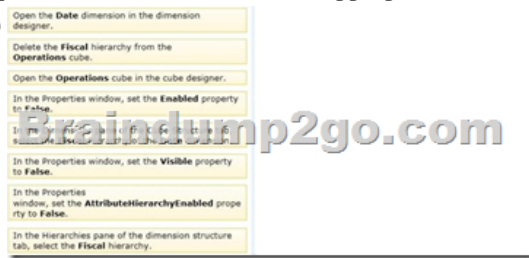 Open the Date dimension in the dimension
designer.
Delete the Fiscal hierarchy from the
Operations cube.
Open the Operations cube in the cube designer.
In the Properties window, set the Enabled property
to False.
Braindump2go.com
In the Properties window, set the Visible property
to False.
In the Properties
window, set the AttributeHierarchyEnabled prope
rty to False.
In the Hierarchies pane of the dimension structure
tab, select the Fiscal hierarchy.